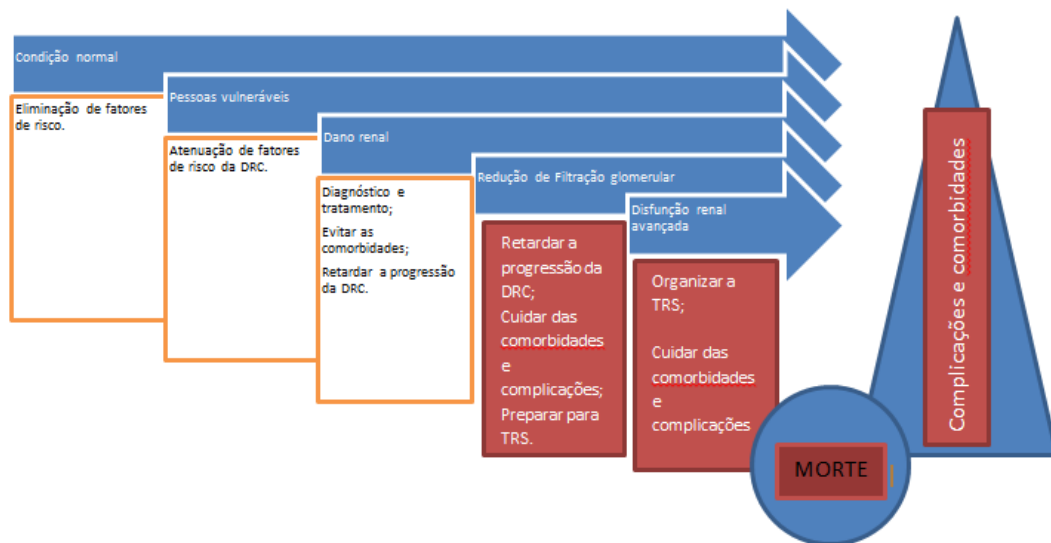 Condição normal
Eliminação de fatores
de risco.
Pessoas vulneráveis
Atenuação de fatores
de risco da DRC.
Dano renal
Diagnóstico e
tratamento;
Evitar as
comorbidades;
Retardar a progressão
da DRC.
Redução de Filtração glomerular
Retardar a
progressão da
DRC;
Cuidar das
comorbidades
e
complicações;
Preparar para
TRS.
Disfunção renal
avançada
Organizar a
TRS;
Cuidar das
comorbidades
e
complicações
MORTE
Complicações e comorbidades